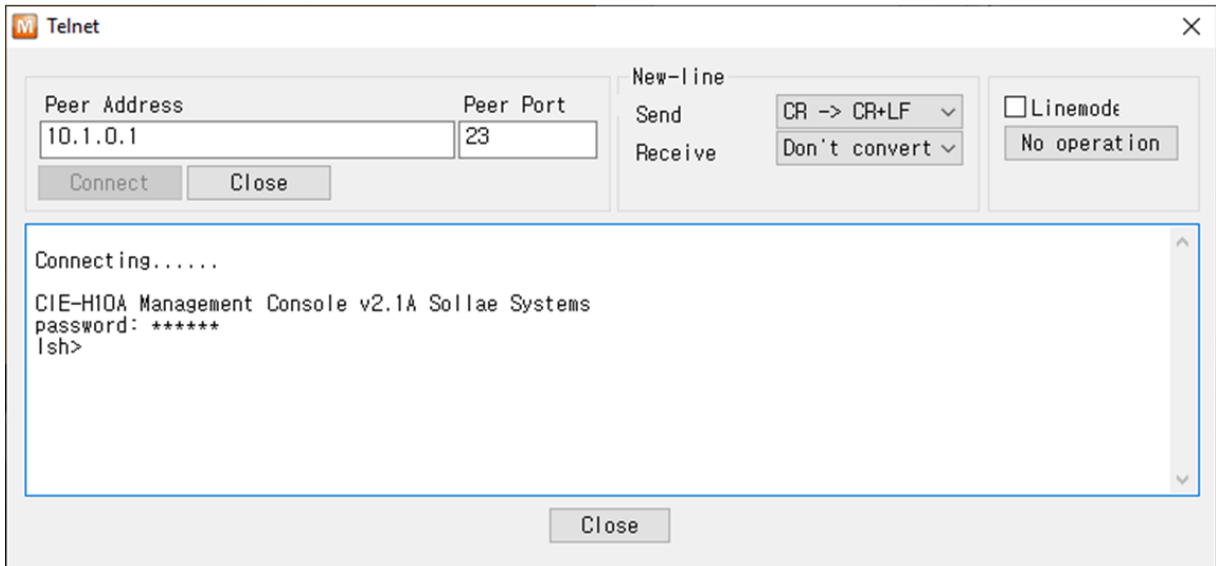 M Telnet
Peer Address
Peer Port
10.1.0.1
23
Connect
Close
New-line
Send
CR -> CR+LF
Receive
Don't convert
Linemode
No operation
Connecting......
CIE-H10A Management Console v2.1A Sollae Systems
password: ******
lsh>
Close